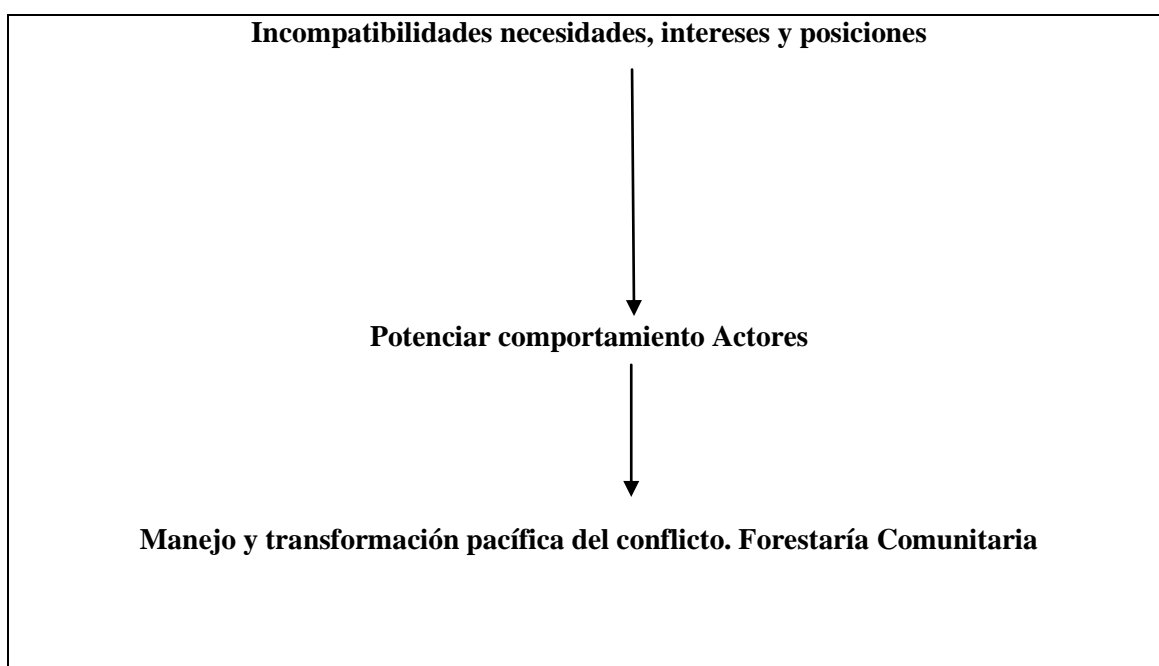 Incompatibilidades necesidades, intereses y posiciones
Potenciar comportamiento Actores
Manejo y transformación pacífica del conflicto. Forestaría Comunitaria